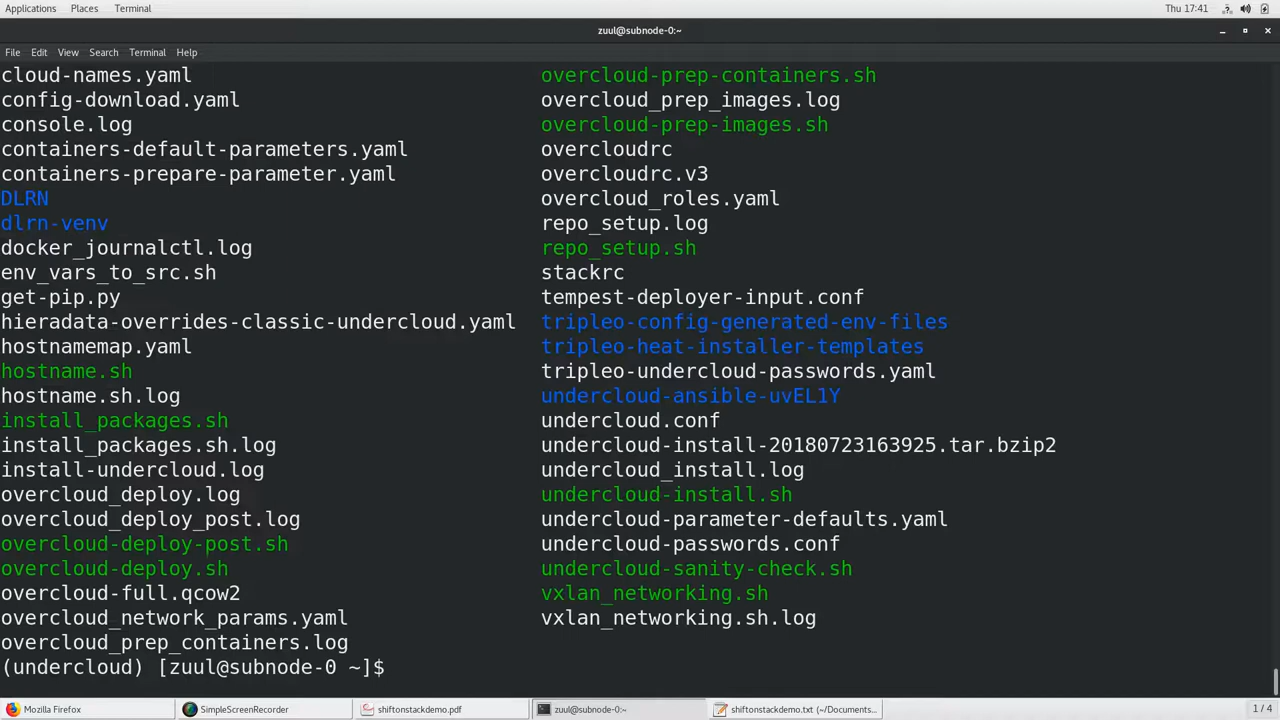 Applications Places Terminal Thu 17:41
zuul@subnode-0:~
File Edit View Search Terminal Help
cloud-names.yaml overcloud-prep-containers.sh
config-download.yaml overcloud_prep_images.log
console.log overcloud-prep-images.sh
containers-default-parameters.yaml overcloudrc
containers-prepare-parameter.yaml overcloudrc.v3
DLRN overcloud_roles.yaml
dlrn-venv repo_setup.log
docker_journalctl.log repo_setup.sh
env_vars_to_src.sh stackrc
get-pip.py tempest-deployer-input.conf
hieradata-overrides-classic-undercloud.yaml tripleo-config-generated-env-files
hostnamemap.yaml tripleo-heat-installer-templates
hostname.sh tripleo-undercloud-passwords.yaml
hostname.sh.log undercloud-ansible-uvEL1Y
install_packages.sh undercloud.conf
install_packages.sh.log undercloud-install-20180723163925.tar.bzip2
install-undercloud.log undercloud_install.log
overcloud_deploy.log undercloud-install.sh
overcloud_deploy_post.log undercloud-parameter-defaults.yaml
overcloud-deploy-post.sh undercloud-passwords.conf
overcloud-deploy.sh undercloud-sanity-check.sh
overcloud-full.qcow2 vxlan_networking.sh
overcloud_network_params.yaml vxlan_networking.sh.log
overcloud_prep_containers.log
(undercloud) [zuul@subnode-0 ~]$
Mozilla Firefox SimpleScreenRecorder shiftonstackdemo.pdf zuul@subnode-0:~ shiftonstackdemo.txt (~/Documents... 1 / 4